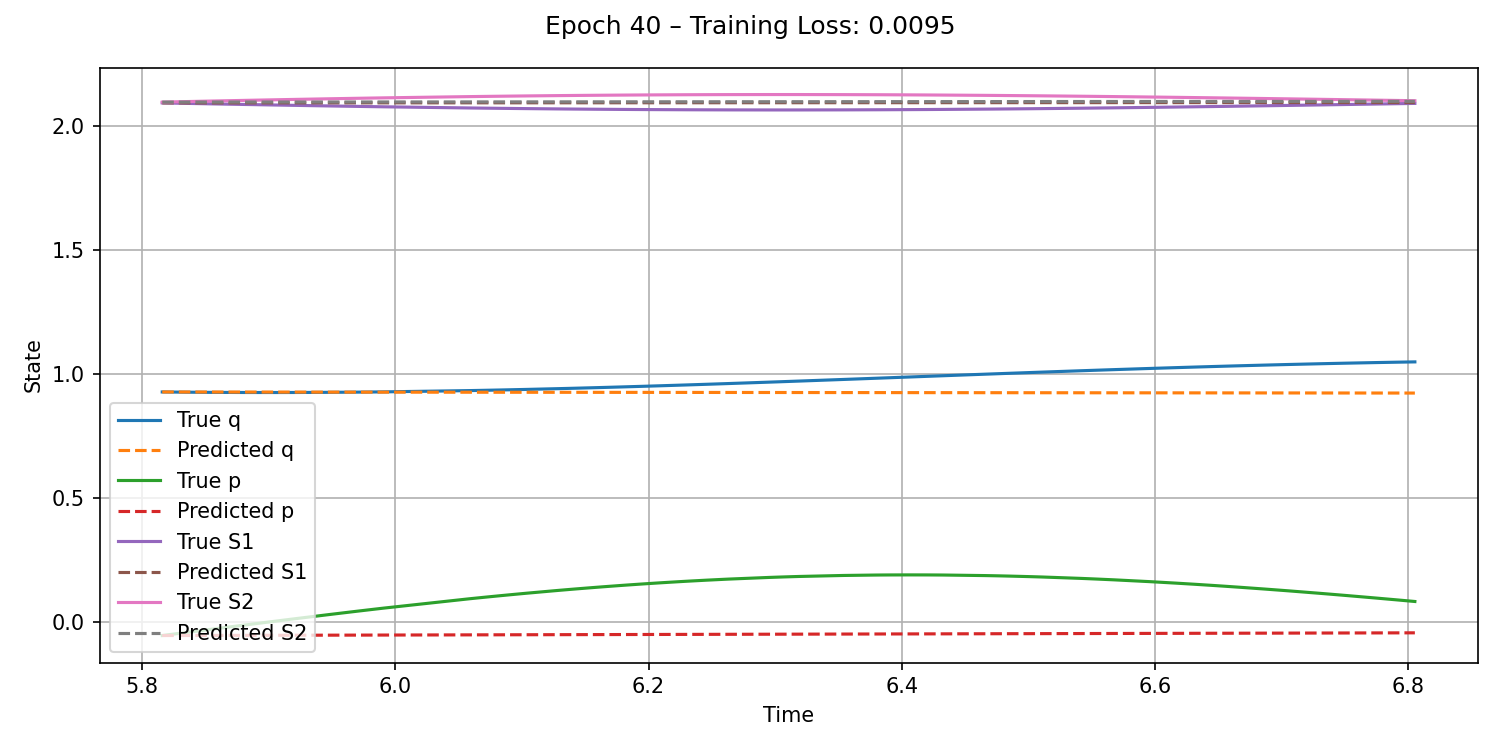 Epoch 40 – Training Loss: 0.0095
2.0
1.5
1.0
0.5
0.0
State
True q
Predicted q
True p
Predicted p
True S1
Predicted S1
True S2
Predicted S2
5.8 6.0 6.2 6.4 6.6 6.8
Time